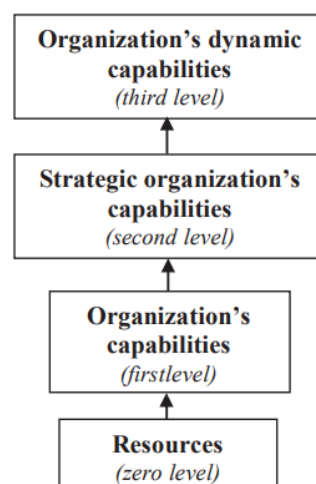 Organization’s dynamic
capabilities
(third level)
Strategic organization’s
capabilities
(second level)
Organization’s
capabilities
(firstlevel)
Resources
(zero level)